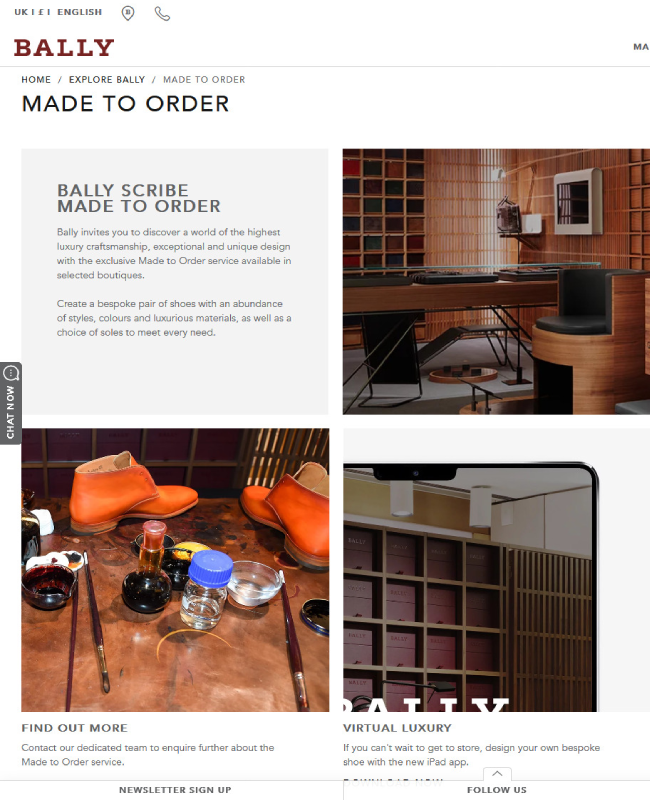 UK I £ I ENGLISH
BALLY
MA
HOME / EXPLORE BALLY / MADE TO ORDER
MADE TO ORDER
BALLY SCRIBE
MADE TO ORDER
Bally invites you to discover a world of the highest
luxury craftsmanship, exceptional and unique design
with the exclusive Made to Order service available in
selected boutiques.
Create a bespoke pair of shoes with an abundance
of styles, colours and luxurious materials, as well as a
choice of soles to meet every need.
CHAT NOW
BALLY
FIND OUT MORE
Contact our dedicated team to enquire further about the
Made to Order service.
VIRTUAL LUXURY
If you can't wait to get to store, design your own bespoke
shoe with the new iPad app.
DOWNLOAD NOW
NEWSLETTER SIGN UP
FOLLOW US